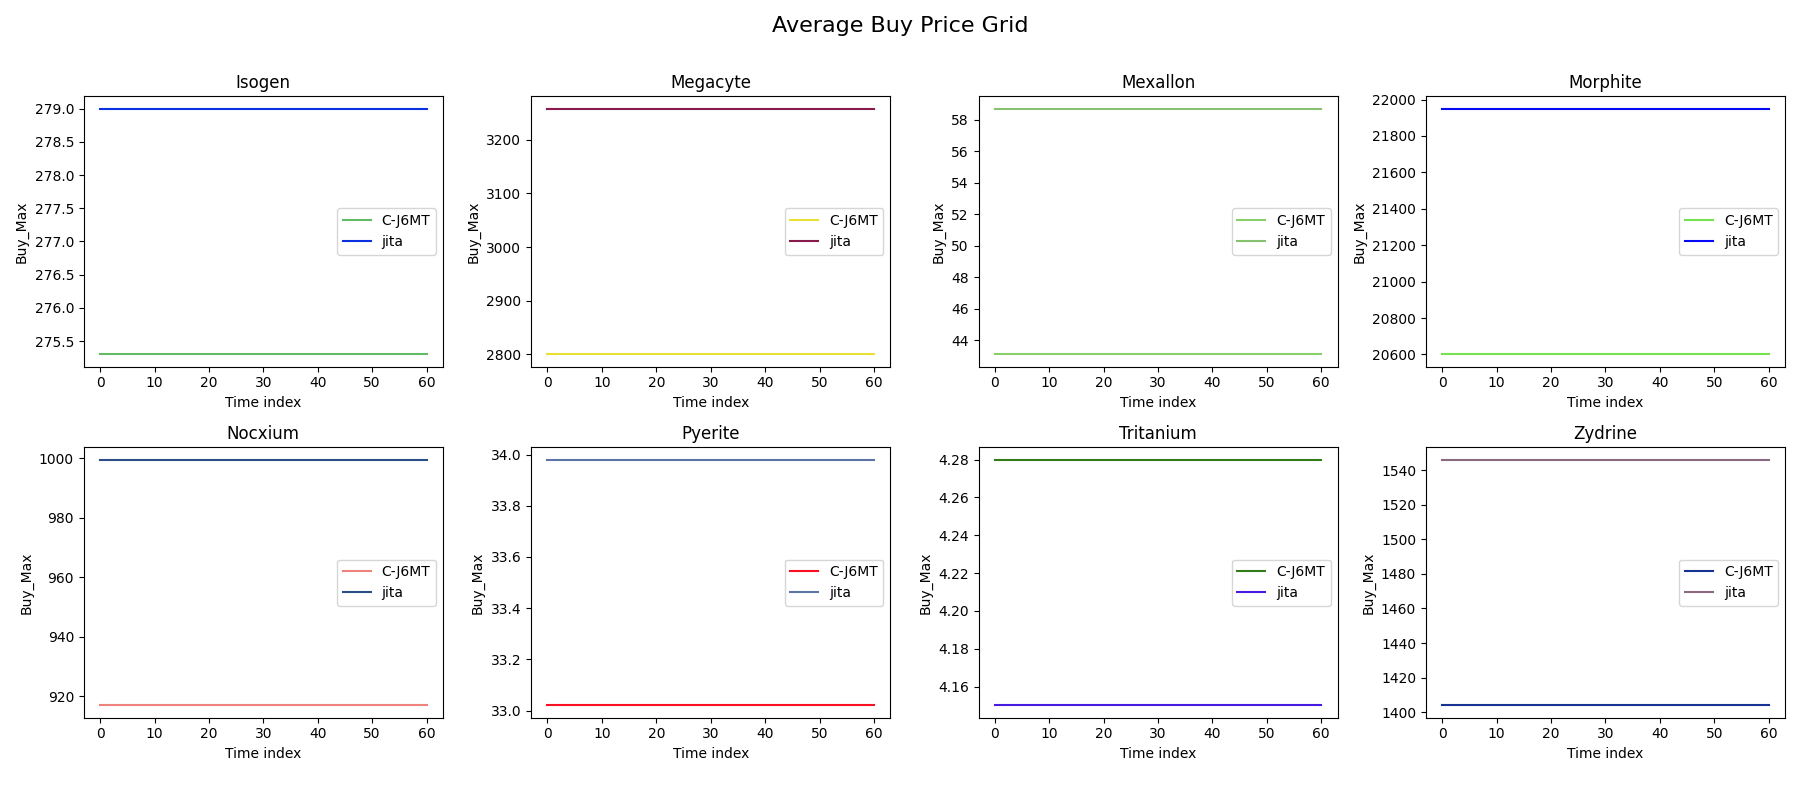 Average Buy Price Grid
Isogen
Buy_Max
279.0
278.5
278.0
277.5
277.0
276.5
276.0
275.5
C-J6MT
jita
0 10 20 30 40 50 60
Time index
Megacyte
Buy_Max
3200
3100
3000
2900
2800
C-J6MT
jita
0 10 20 30 40 50 60
Time index
Mexallon
Buy_Max
58
56
54
52
50
48
46
44
C-J6MT
jita
0 10 20 30 40 50 60
Time index
Morphite
Buy_Max
22000
21800
21600
21400
21200
21000
20800
20600
C-J6MT
jita
0 10 20 30 40 50 60
Time index
Nocxium
Buy_Max
1000
980
960
940
920
C-J6MT
jita
0 10 20 30 40 50 60
Time index
Pyerite
Buy_Max
34.0
33.8
33.6
33.4
33.2
33.0
C-J6MT
jita
0 10 20 30 40 50 60
Time index
Tritanium
Buy_Max
4.28
4.26
4.24
4.22
4.20
4.18
4.16
C-J6MT
jita
0 10 20 30 40 50 60
Time index
Zydrine
Buy_Max
1540
1520
1500
1480
1460
1440
1420
1400
C-J6MT
jita
0 10 20 30 40 50 60
Time index